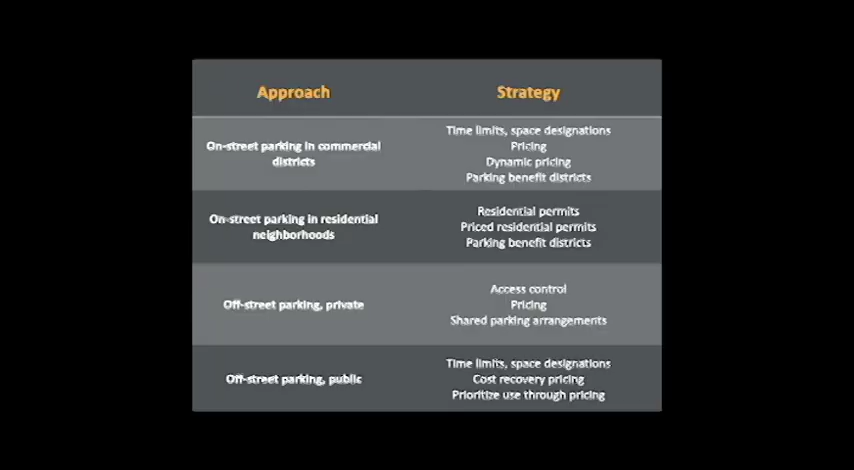 Approach
Strategy
On-street parking in commercial
districts
Time limits, space designations
Pricing
Dynamic pricing
Parking benefit districts
On-street parking in residential
neighborhoods
Residential permits
Priced residential permits
Parking benefit districts
Off-street parking, private
Access control
Pricing
Shared parking arrangements
Off-street parking, public
Time limits, space designations
Cost recovery pricing
Prioritize use through pricing